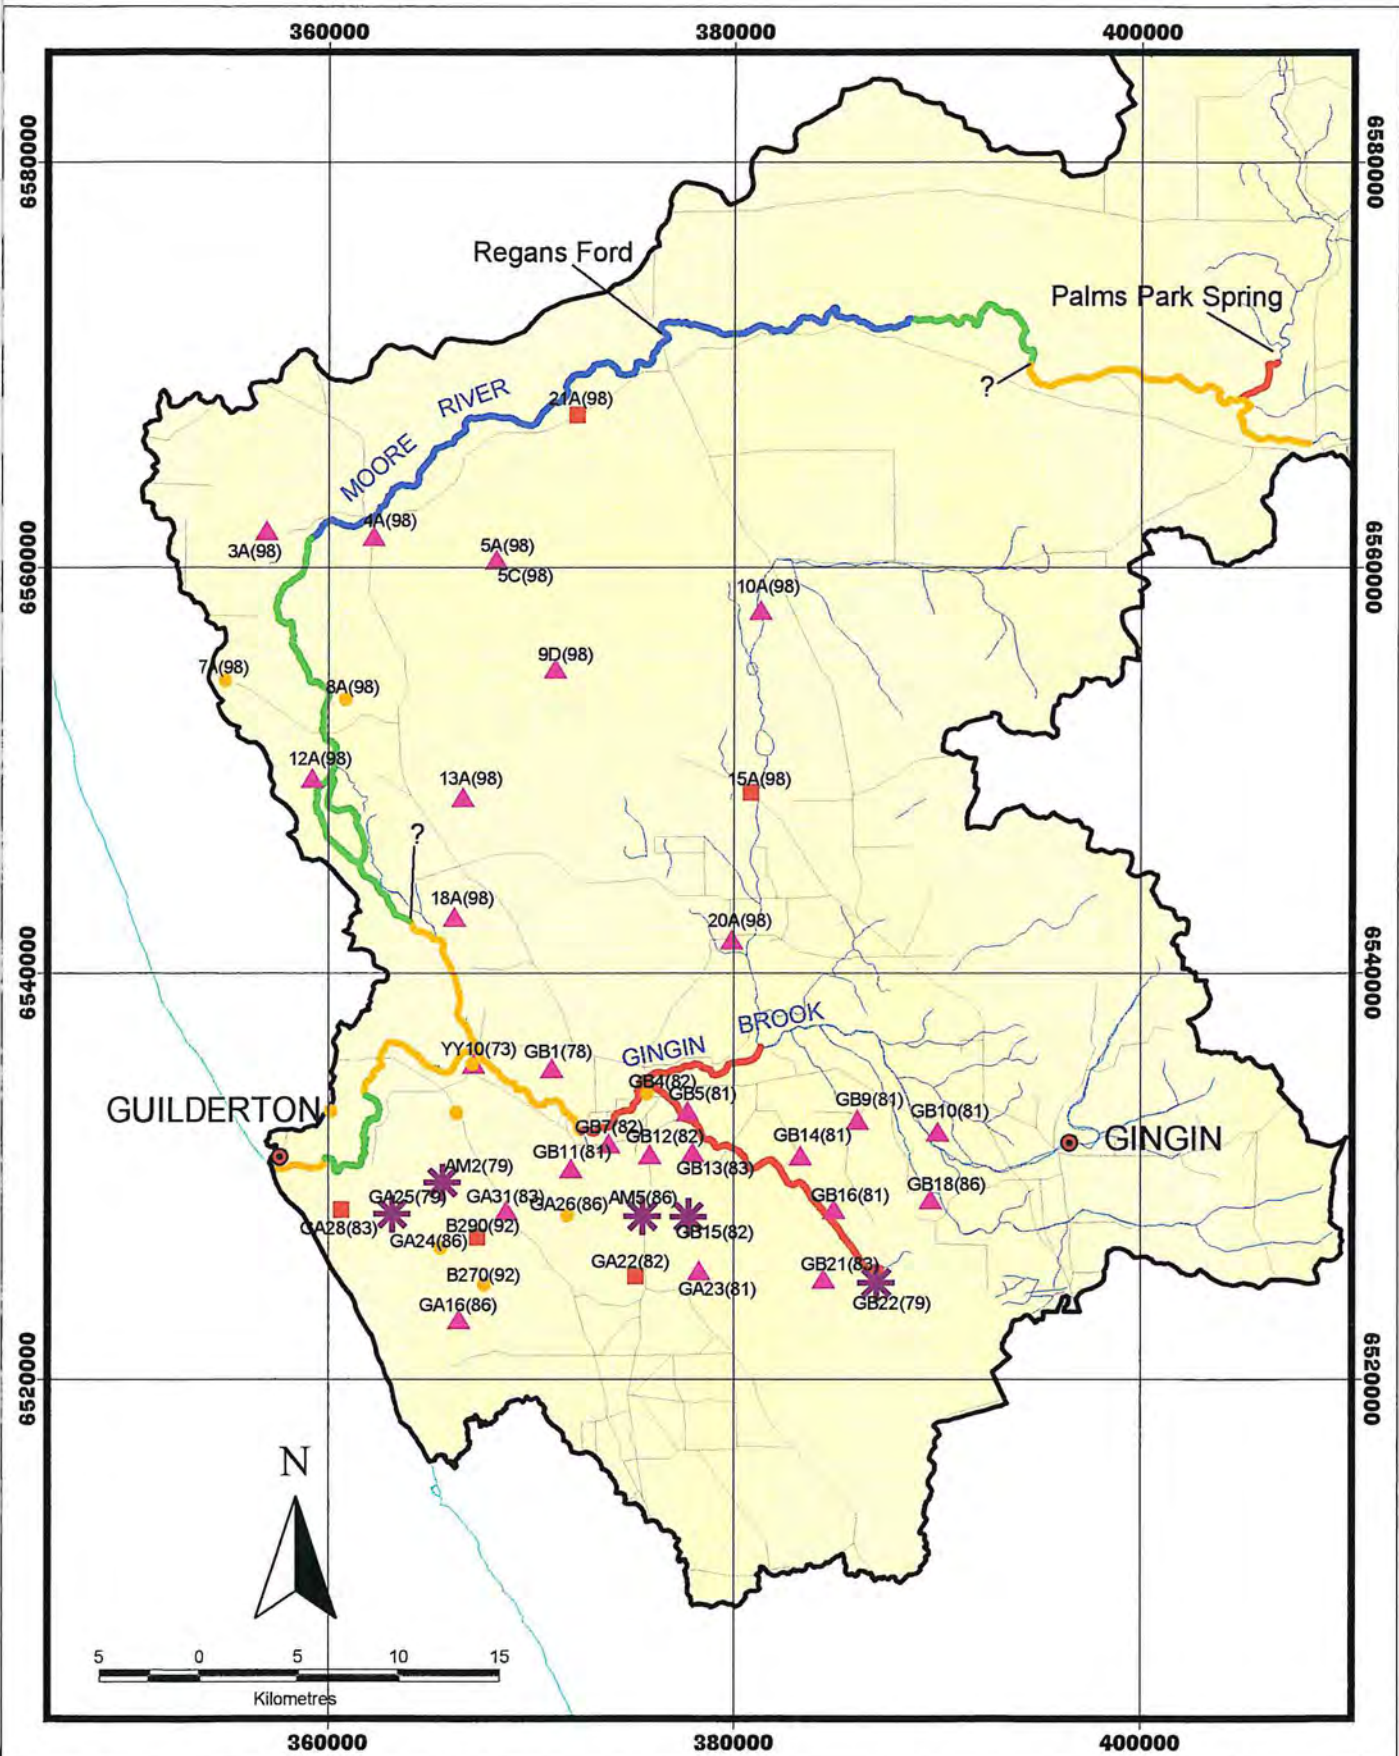 360000 380000 400000
6580000 6580000
Regans Ford
Palms Park Spring
?
21A(98)
MOORE RIVER
4A(98)
3A(98)
5A(98)
5C(98)
6560000 6560000
10A(98)
9D(98)
7A(98)
8A(98)
12A(98)
13A(98)
15A(98)
?
18A(98)
20A(98)
6540000 6540000
GINGIN BROOK
YY10(73)
GB1(78)
GB4(82)
GB5(81)
GUILDERTON
GB9(81)
GB10(81)
GB7(82)
GB12(82)
GB14(81)
GINGIN
GB11(81)
GB13(83)
AM2(79)
GA25(79)
GA31(83)
GA26(86)
AM5(86)
GB16(81)
GB18(86)
GA28(83)
B290(92)
GB15(82)
GA24(86)
GA22(82)
GB21(83)
B270(92)
GA23(81)
GB22(79)
GA16(86)
6520000 6520000
N
5 0 5 10 15
Kilometres
360000 380000 400000